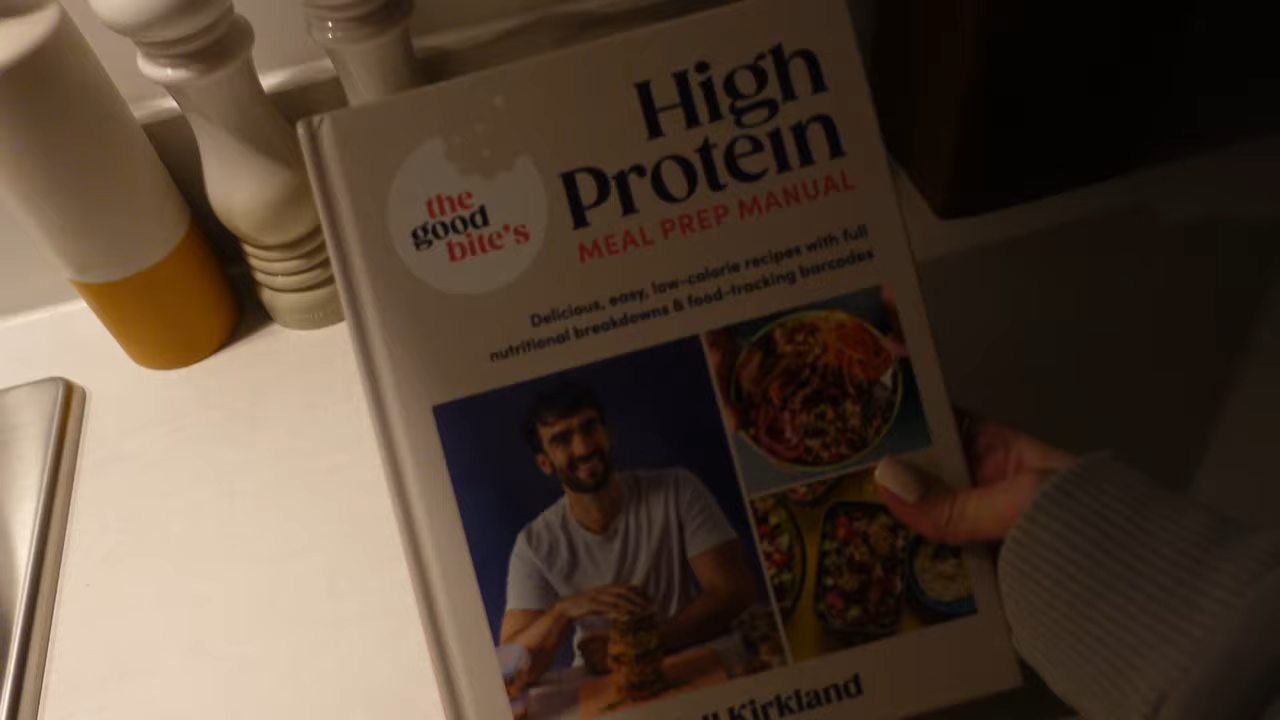 the
good
bite's
High
Protein
MEAL PREP MANUAL
Delicious, easy, low-calorie recipes with full
nutritional breakdowns & food-tracking barcodes
Kirkland